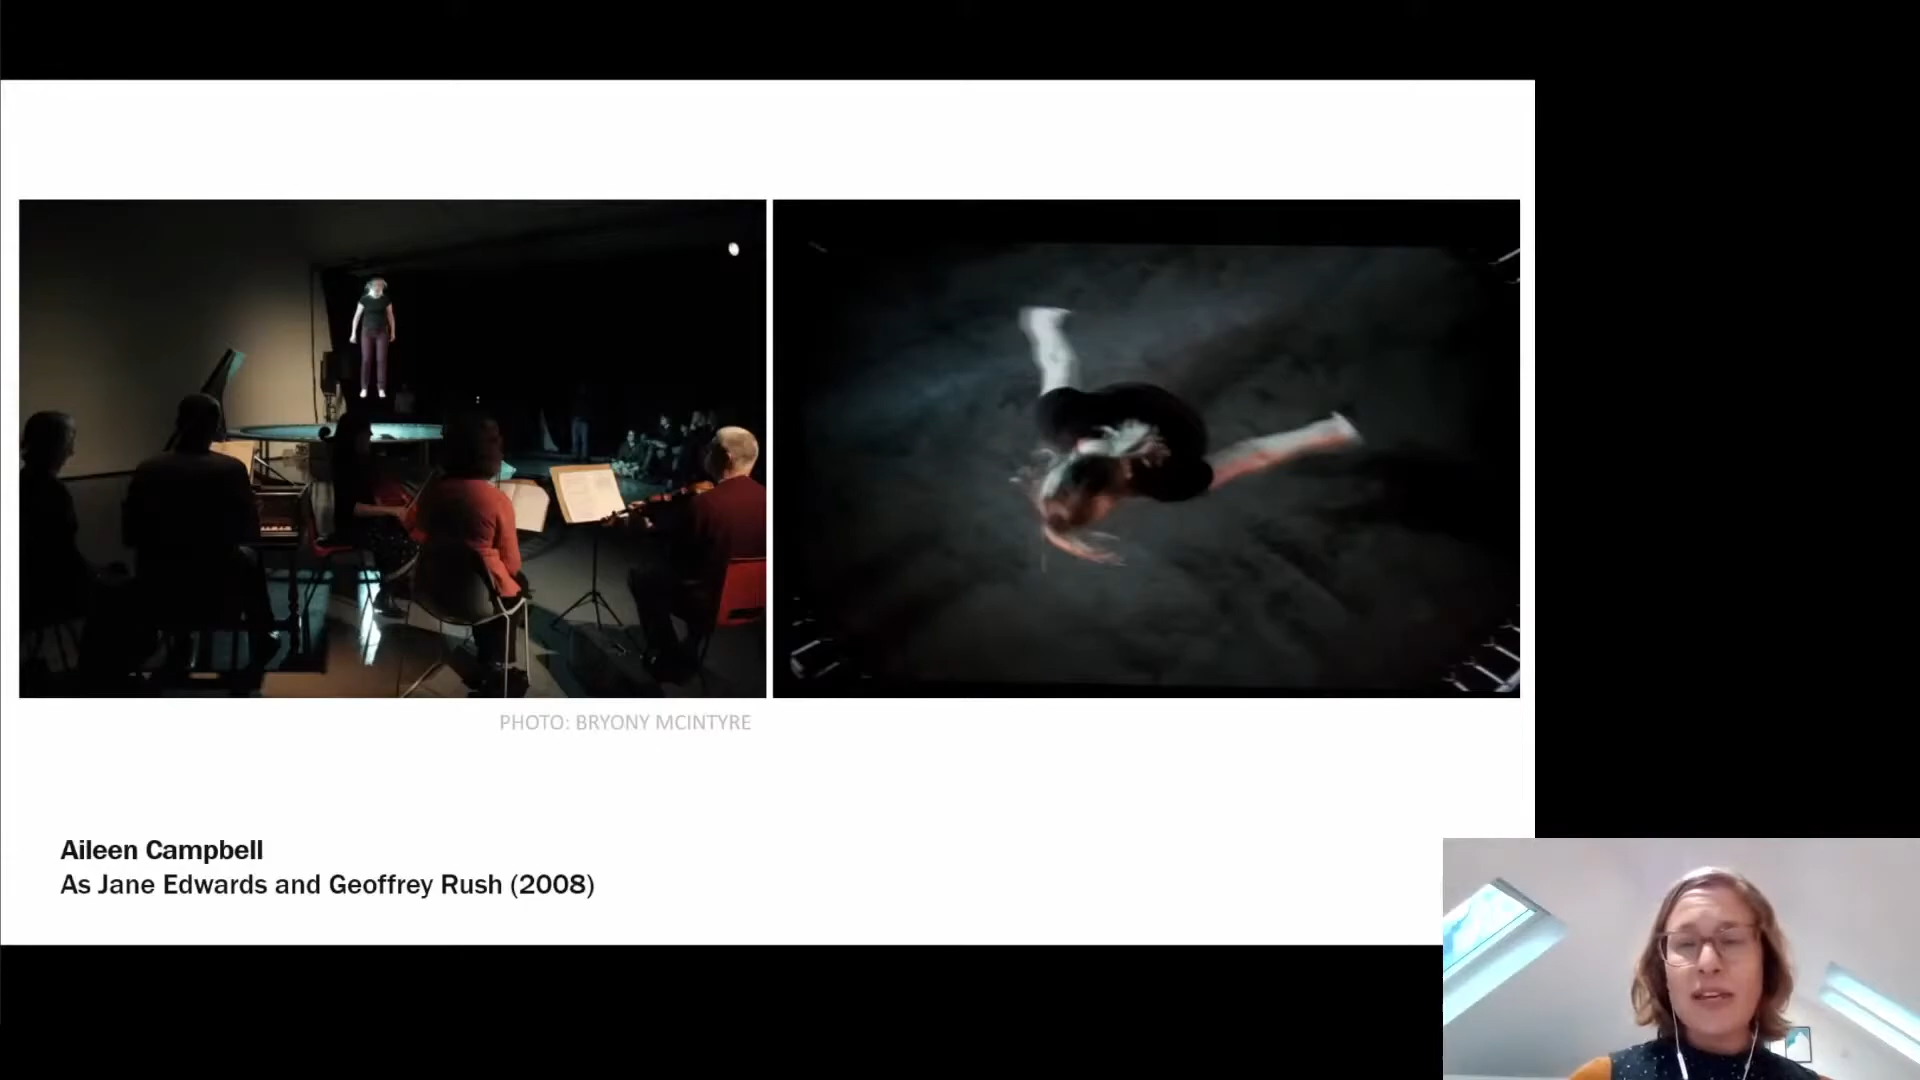 PHOTO: BRYONY MCINTYRE
Aileen Campbell
As Jane Edwards and Geoffrey Rush (2008)